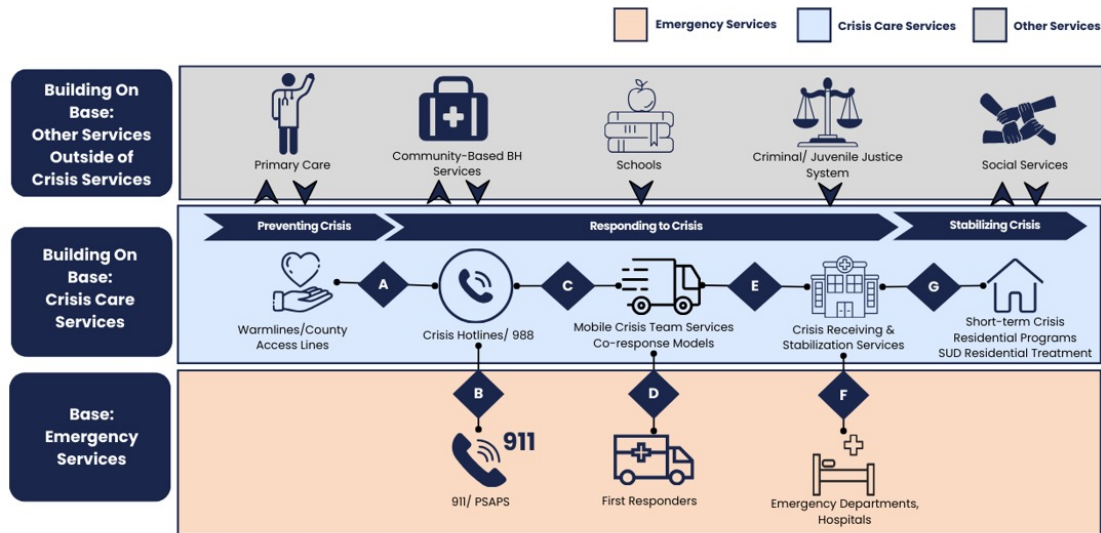 Emergency Services
Crisis Care Services
Other Services
Building On
Base:
Other Services
Outside of
Crisis Services
Primary Care
Community-Based BH
Services
Schools
Criminal/ Juvenile Justice
System
Social Services
Building On
Base:
Crisis Care
Services
Preventing Crisis
Responding to Crisis
Stabilizing Crisis
A
C
E
G
Warmlines/County
Access Lines
Crisis Hotlines/ 988
Mobile Crisis Team Services
Co-response Models
Crisis Receiving &
Stabilization Services
Short-term Crisis
Residential Programs
SUD Residential Treatment
Base:
Emergency
Services
B
D
F
911
911/ PSAPS
First Responders
Emergency Departments,
Hospitals